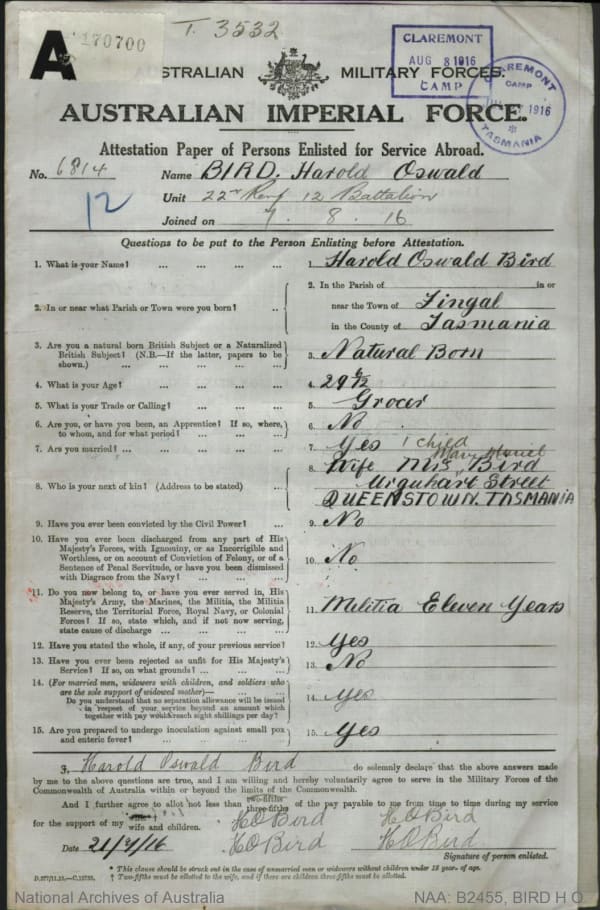 T. 3532
A 170700
CLAREMONT
AUG 8 1916
CAMP
CLAREMONT
CAMP
1916
TASMANIA
AUSTRALIAN MILITARY FORCES.
AUSTRALIAN IMPERIAL FORCE.
Attestation Paper of Persons Enlisted for Service Abroad.
No. 6814 Name BIRD. Harold Oswald
12 Unit 22nd Reinf 12 Battalion
Joined on 7. 8. 16
Questions to be put to the Person Enlisting before Attestation.
1. What is your Name? ... ... ... ... 1. Harold Oswald Bird
2. In or near what Parish or Town were you born? ... 2. In the Parish of in or
near the Town of Fingal
in the County of Tasmania
3. Are you a natural born British Subject or a Naturalized
British Subject? (N.B.—If the latter, papers to be
shown.) ... ... ... ... 3. Natural Born
4. What is your Age? ... ... ... ... 4. 29 6/12
5. What is your Trade or Calling? ... ... ... 5. Grocer
6. Are you, or have you been, an Apprentice? If so, where,
to whom, and for what period? ... ... ... 6. No
7. Are you married? ... ... ... ... 7. Yes 1 child
8. Who is your next of kin? (Address to be stated) ... 8. Wife Mrs Mary Muriel Bird
Urquhart Street
QUEENSTOWN. TASMANIA
9. Have you ever been convicted by the Civil Power? ... 9. No
10. Have you ever been discharged from any part of His
Majesty's Forces, with Ignominy, or as Incorrigible and
Worthless, or on account of Conviction of Felony, or of a
Sentence of Penal Servitude, or have you been dismissed
with Disgrace from the Navy? ... ... ... 10. No
11. Do you now belong to, or have you ever served in, His
Majesty's Army, the Marines, the Militia, the Militia
Reserve, the Territorial Force, Royal Navy, or Colonial
Forces? If so, state which, and if not now serving,
state cause of discharge ... ... ... 11. Militia Eleven Years
12. Have you stated the whole, if any, of your previous service? 12. Yes
13. Have you ever been rejected as unfit for His Majesty's
Service? If so, on what grounds? ... ... 13. No
14. (For married men, widowers with children, and soldiers who
are the sole support of widowed mother)—
Do you understand that no separation allowance will be issued
in respect of your service beyond an amount which
together with pay would reach eight shillings per day? 14. yes
15. Are you prepared to undergo inoculation against small pox
and enteric fever? ... ... ... ... 15. Yes
I, Harold Oswald Bird do solemnly declare that the above answers made
by me to the above questions are true, and I am willing and hereby voluntarily agree to serve in the Military Forces of the
Commonwealth of Australia within or beyond the limits of the Commonwealth.
And I further agree to allot not less than two-fifths three-fifths of the pay payable to me from time to time during my service
for the support of my wife wife and children. HO Bird HO Bird
Date 21/7/16 HO Bird HO Bird
Signature of person enlisted.
* This clause should be struck out in the case of unmarried men or widowers without children under 18 years of age.
† Two-fifths must be allotted to the wife, and if there are children three-fifths must be allotted.
National Archives of Australia NAA: B2455, BIRD H O